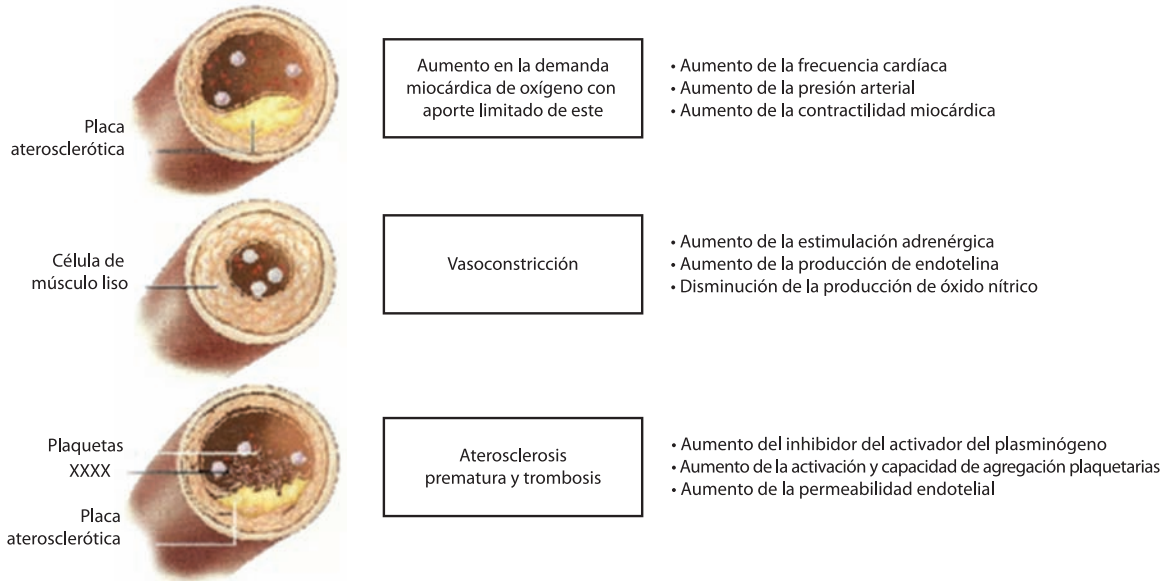 Placa
aterosclerótica
Aumento en la demanda
miocárdica de oxígeno con
aporte limitado de este
• Aumento de la frecuencia cardíaca
• Aumento de la presión arterial
• Aumento de la contractilidad miocárdica
Célula de
músculo liso
Vasoconstricción
• Aumento de la estimulación adrenérgica
• Aumento de la producción de endotelina
• Disminución de la producción de óxido nítrico
Plaquetas
XXXX
Placa
aterosclerótica
Aterosclerosis
prematura y trombosis
• Aumento del inhibidor del activador del plasminógeno
• Aumento de la activación y capacidad de agregación plaquetarias
• Aumento de la permeabilidad endotelial